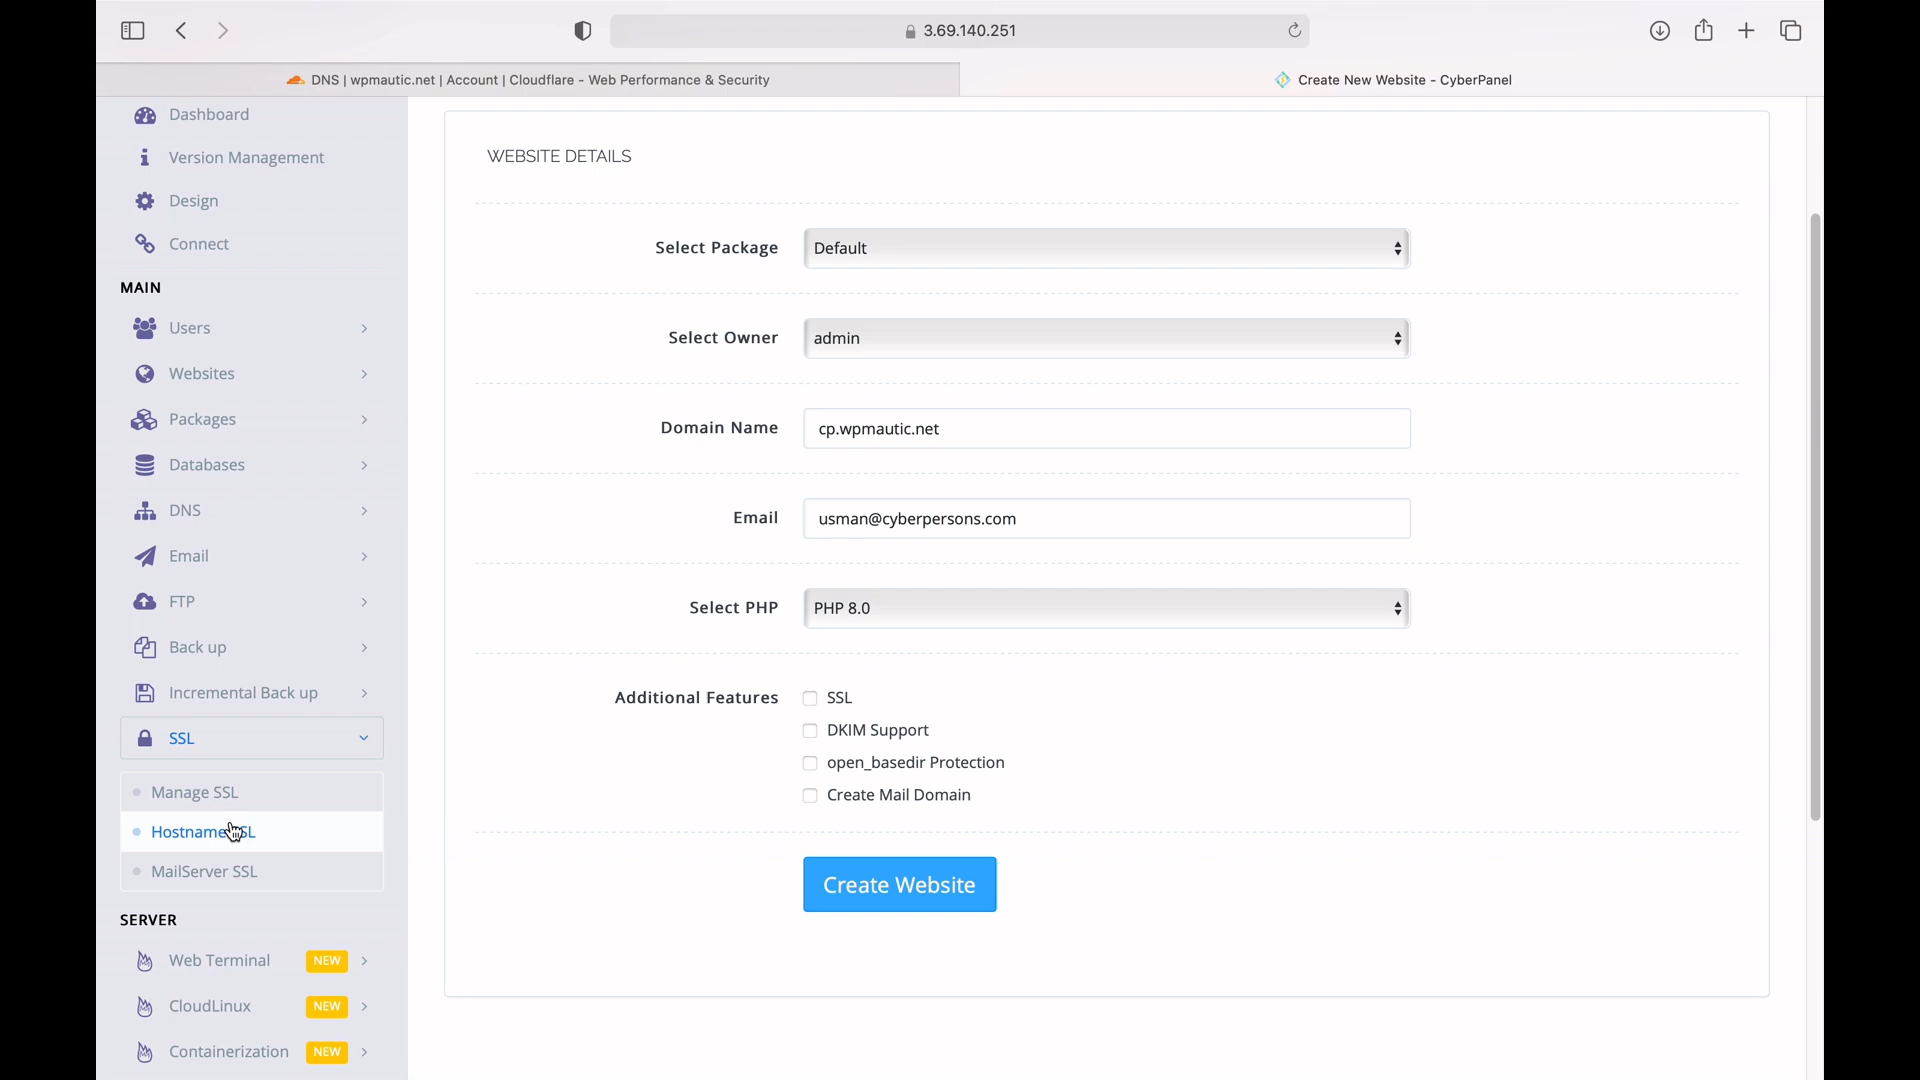 3.69.140.251
DNS | wpmautic.net | Account | Cloudflare - Web Performance & Security
Create New Website - CyberPanel
Dashboard
Version Management
Design
Connect
MAIN
Users
Websites
Packages
Databases
DNS
Email
FTP
Back up
Incremental Back up
SSL
Manage SSL
Hostname SSL
MailServer SSL
SERVER
Web Terminal NEW
CloudLinux NEW
Containerization NEW
WEBSITE DETAILS
Select Package Default
Select Owner admin
Domain Name cp.wpmautic.net
Email usman@cyberpersons.com
Select PHP PHP 8.0
Additional Features SSL
DKIM Support
open_basedir Protection
Create Mail Domain
Create Website